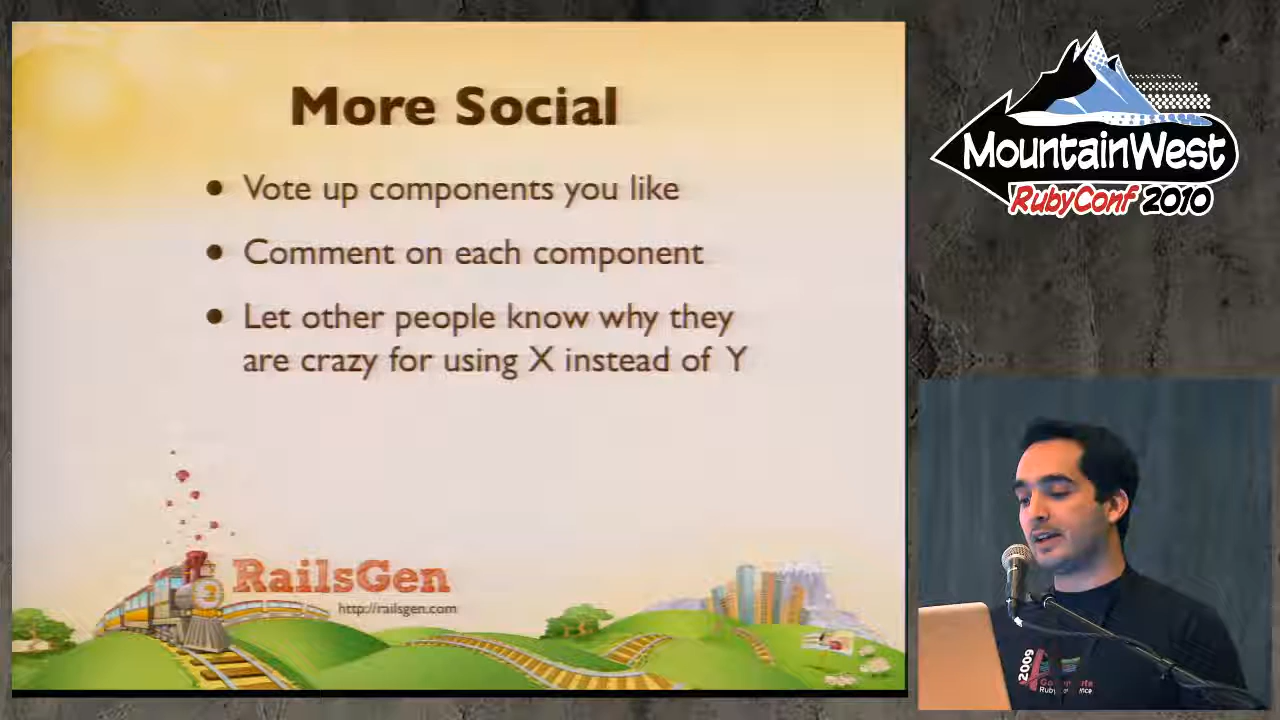 More Social
• Vote up components you like
• Comment on each component
• Let other people know why they
are crazy for using X instead of Y
RailsGen
http://railsgen.com
MountainWest
RubyConf 2010
2009